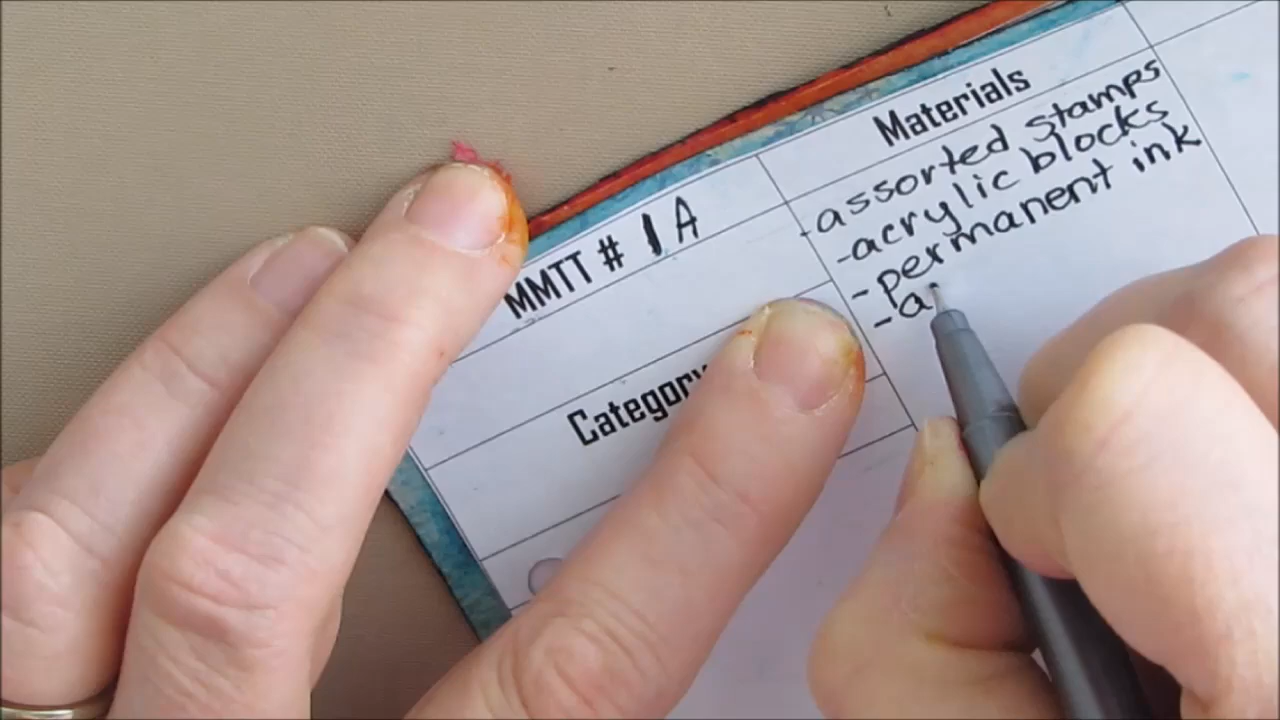 MMTT # 1A
Category
Materials
-assorted stamps
-acrylic blocks
-permanent ink
-a